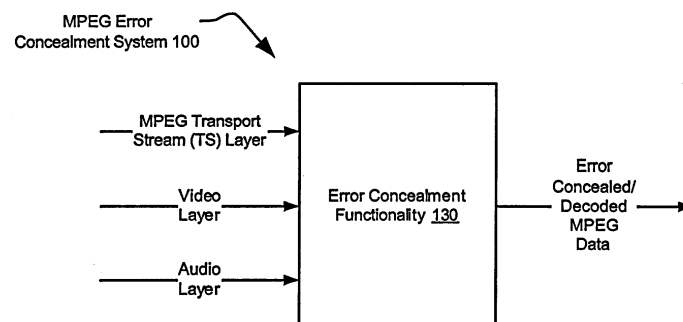 MPEG Error
Concealment System 100
MPEG Transport
Stream (TS) Layer
Video
Layer
Audio
Layer
Error Concealment
Functionality 130
Error
Concealed/
Decoded
MPEG
Data